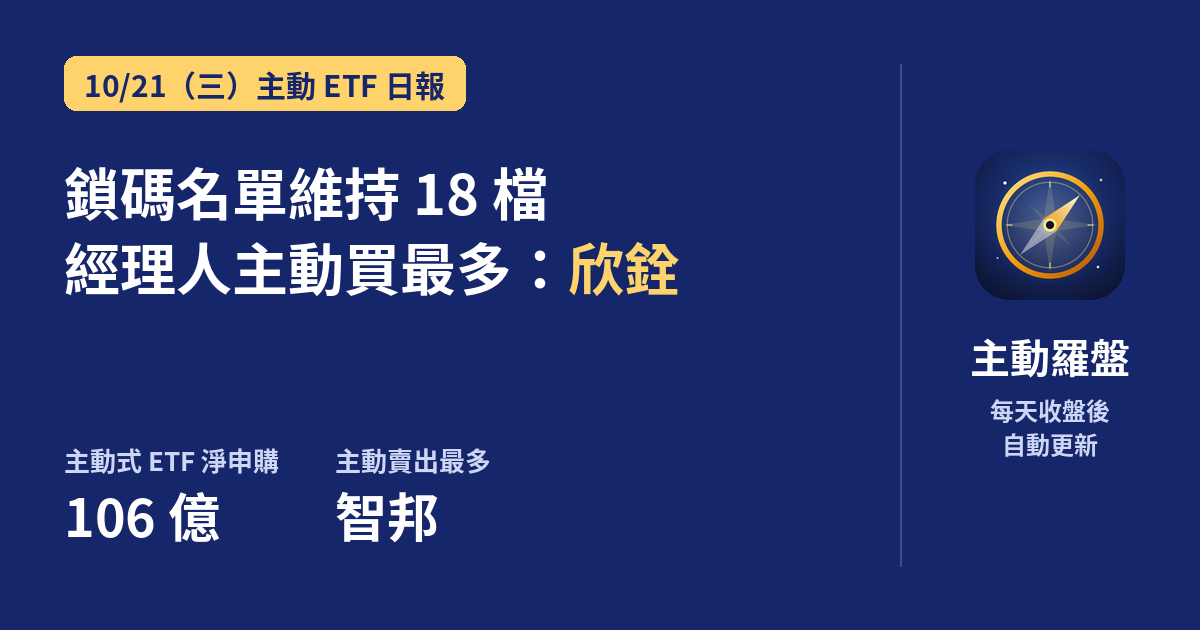 10/21（三）主動 ETF 日報
鎖碼名單維持 18 檔
經理人主動買最多：欣銓
主動式 ETF 淨申購
106 億
主動賣出最多
智邦
主動羅盤
每天收盤後
自動更新